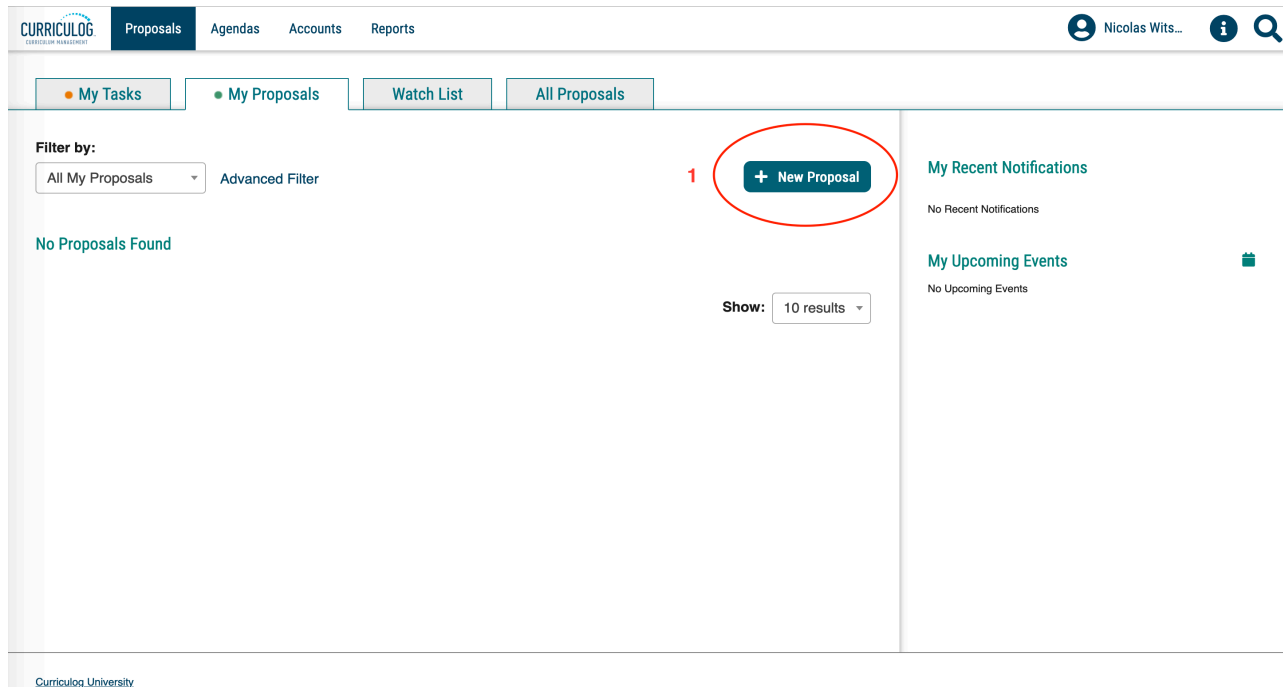 CURRICULOG
CURRICULUM MANAGEMENT
Proposals
Agendas
Accounts
Reports
Nicolas Wits...
My Tasks
My Proposals
Watch List
All Proposals
Filter by:
All My Proposals
Advanced Filter
1
+ New Proposal
No Proposals Found
Show: 10 results
My Recent Notifications
No Recent Notifications
My Upcoming Events
No Upcoming Events
Curriculog University